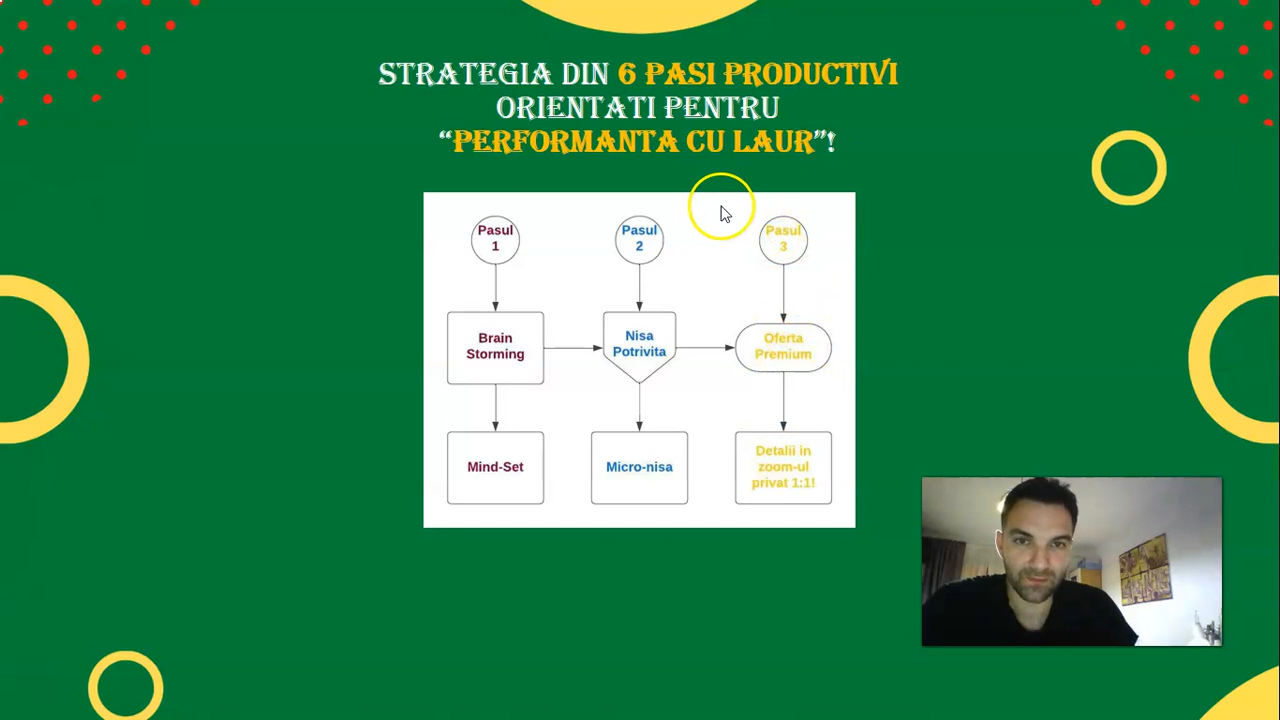 STRATEGIA DIN 6 PASI PRODUCTIVI
ORIENTATI PENTRU
“PERFORMANTA CU LAUR”!
Pasul
1
Pasul
2
Pasul
3
Brain
Storming
Nisa
Potrivita
Oferta
Premium
Mind-Set
Micro-nisa
Detalii in
zoom-ul
privat 1:1!